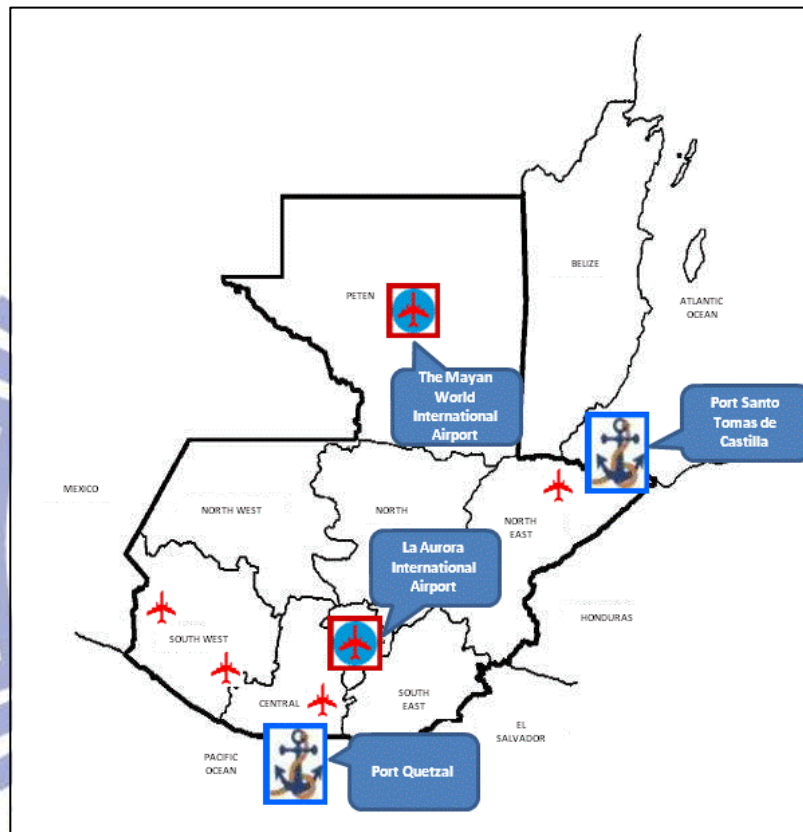 BELIZE
PETEN
ATLANTIC
OCEAN
The Mayan
World
International
Airport
Port Santo
Tomas de
Castilla
MEXICO
NORTH WEST
NORTH
NORTH
EAST
La Aurora
International
Airport
HONDURAS
SOUTH WEST
CENTRAL
SOUTH
EAST
EL
SALVADOR
PACIFIC
OCEAN
Port Quetzal